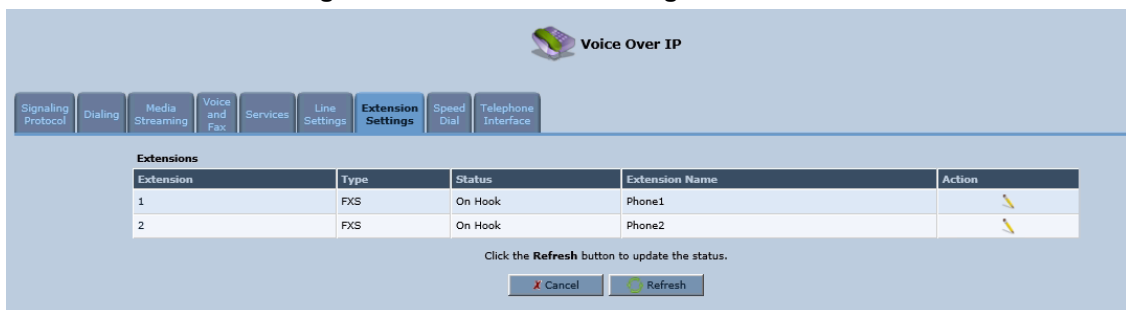 Voice Over IP
Signaling Protocol
Dialing
Media Streaming
Voice and Fax
Services
Line Settings
Extension Settings
Speed Dial
Telephone Interface
Extensions
Extension Type Status Extension Name Action
1 FXS On Hook Phone1
2 FXS On Hook Phone2
Click the Refresh button to update the status.
✗ Cancel Refresh